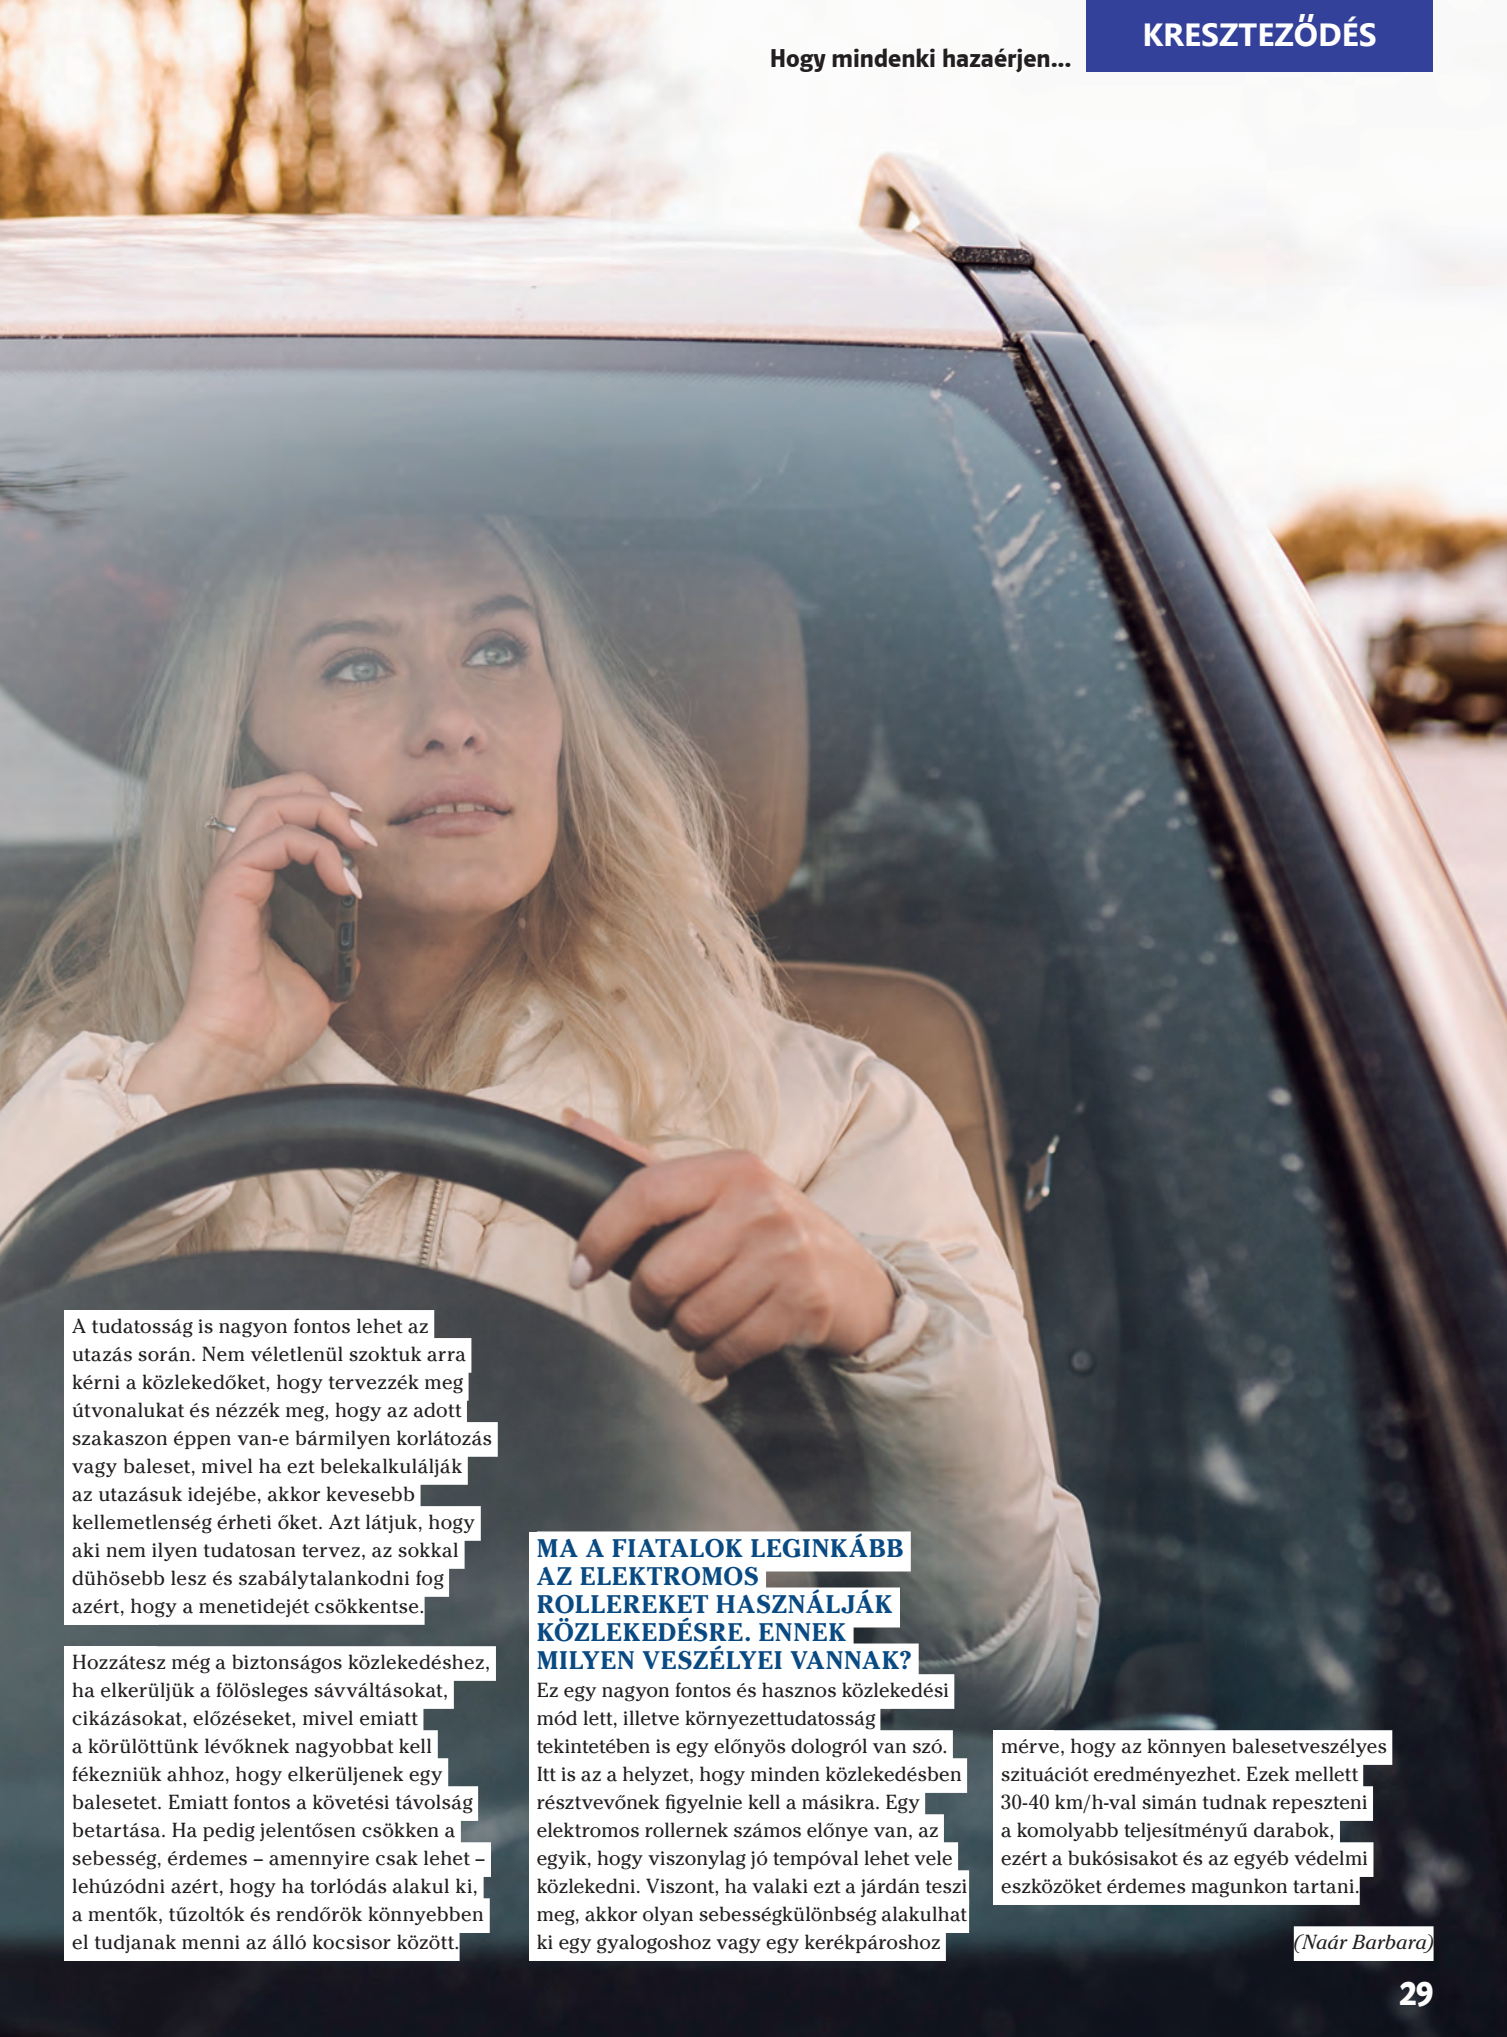 Hogy mindenki hazaérjen...
KRESZTEZŐDÉS
A tudatosság is nagyon fontos lehet az
utazás során. Nem véletlenül szoktuk arra
kérni a közlekedőket, hogy tervezzék meg
útvonalukat és nézzék meg, hogy az adott
szakaszon éppen van-e bármilyen korlátozás
vagy baleset, mivel ha ezt belekalkulálják
az utazásuk idejébe, akkor kevesebb
kellemetlenség érheti őket. Azt látjuk, hogy
aki nem ilyen tudatosan tervez, az sokkal
dühösebb lesz és szabálytalankodni fog
azért, hogy a menetidejét csökkentse.
Hozzátesz még a biztonságos közlekedéshez,
ha elkerüljük a fölösleges sávváltásokat,
cikázásokat, előzéseket, mivel emiatt
a körülöttünk lévőknek nagyobbat kell
fékezniük ahhoz, hogy elkerüljenek egy
balesetet. Emiatt fontos a követési távolság
betartása. Ha pedig jelentősen csökken a
sebesség, érdemes – amennyire csak lehet –
lehúzódni azért, hogy ha torlódás alakul ki,
a mentők, tűzoltók és rendőrök könnyebben
el tudjanak menni az álló kocsisor között.
MA A FIATALOK LEGINKÁBB
AZ ELEKTROMOS
ROLLEREKET HASZNÁLJÁK
KÖZLEKEDÉSRE. ENNEK
MILYEN VESZÉLYEI VANNAK?
Ez egy nagyon fontos és hasznos közlekedési
mód lett, illetve környezettudatosság
tekintetében is egy előnyös dologról van szó.
Itt is az a helyzet, hogy minden közlekedésben
résztvevőnek figyelnie kell a másikra. Egy
elektromos rollernek számos előnye van, az
egyik, hogy viszonylag jó tempóval lehet vele
közlekedni. Viszont, ha valaki ezt a járdán teszi
meg, akkor olyan sebességkülönbség alakulhat
ki egy gyalogoshoz vagy egy kerékpároshoz
mérve, hogy az könnyen balesetveszélyes
szituációt eredményezhet. Ezek mellett
30-40 km/h-val simán tudnak repeszteni
a komolyabb teljesítményű darabok,
ezért a bukósisakot és az egyéb védelmi
eszközöket érdemes magunkon tartani.
(Naár Barbara)
29